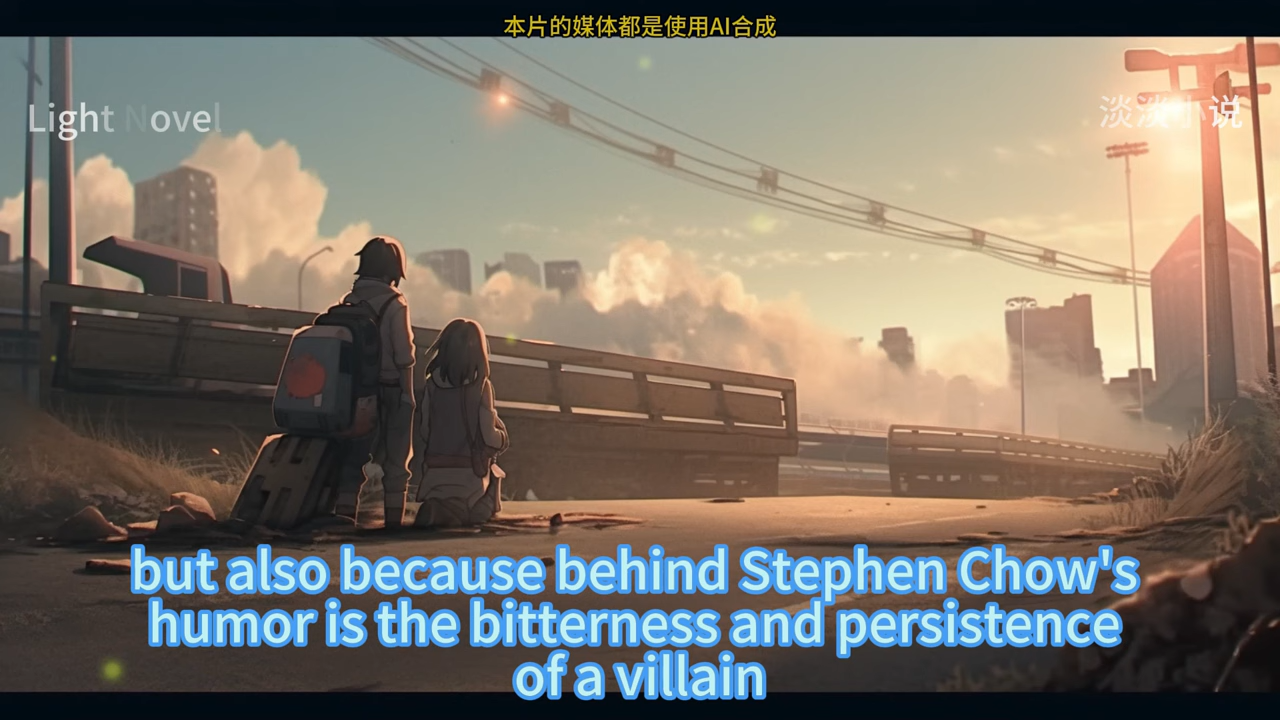 本片的媒体都是使用AI合成
Light Novel
淡淡小说
but also because behind Stephen Chow's
humor is the bitterness and persistence
of a villain